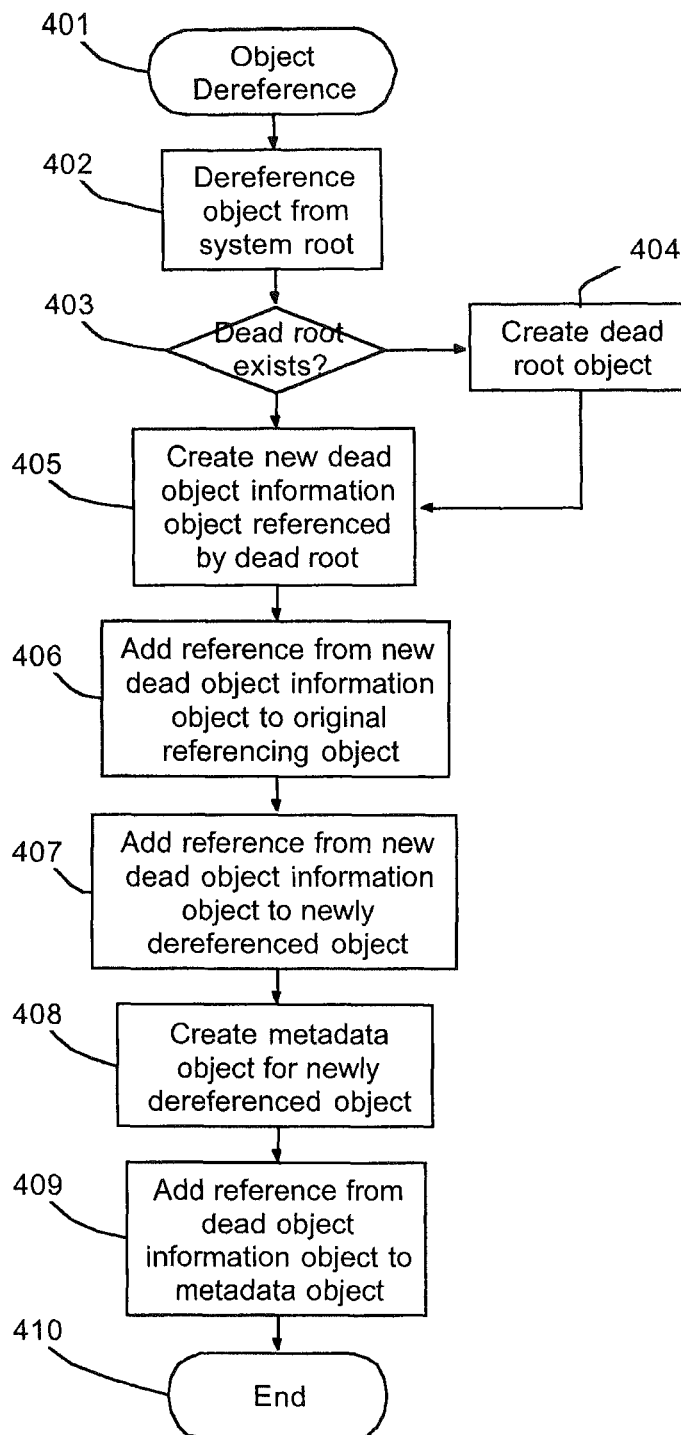 401
Object
Dereference
402
Dereference
object from
system root
403
Dead root
exists?
404
Create dead
root object
405
Create new dead
object information
object referenced
by dead root
406
Add reference from new
dead object information
object to original
referencing object
407
Add reference from new
dead object information
object to newly
dereferenced object
408
Create metadata
object for newly
dereferenced object
409
Add reference from
dead object
information object to
metadata object
410
End